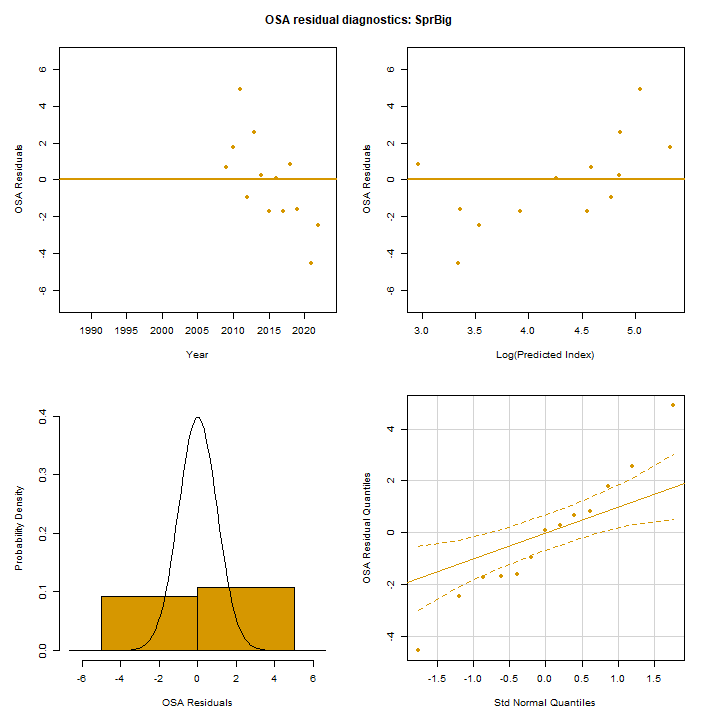 OSA residual diagnostics: SprBig
OSA Residuals
6
4
2
0
-2
-4
-6
1990 1995 2000 2005 2010 2015 2020
Year
OSA Residuals
6
4
2
0
-2
-4
-6
3.0 3.5 4.0 4.5 5.0
Log(Predicted Index)
Probability Density
0.4
0.3
0.2
0.1
0.0
-6 -4 -2 0 2 4 6
OSA Residuals
OSA Residual Quantiles
4
2
0
-2
-4
-1.5 -1.0 -0.5 0.0 0.5 1.0 1.5
Std Normal Quantiles